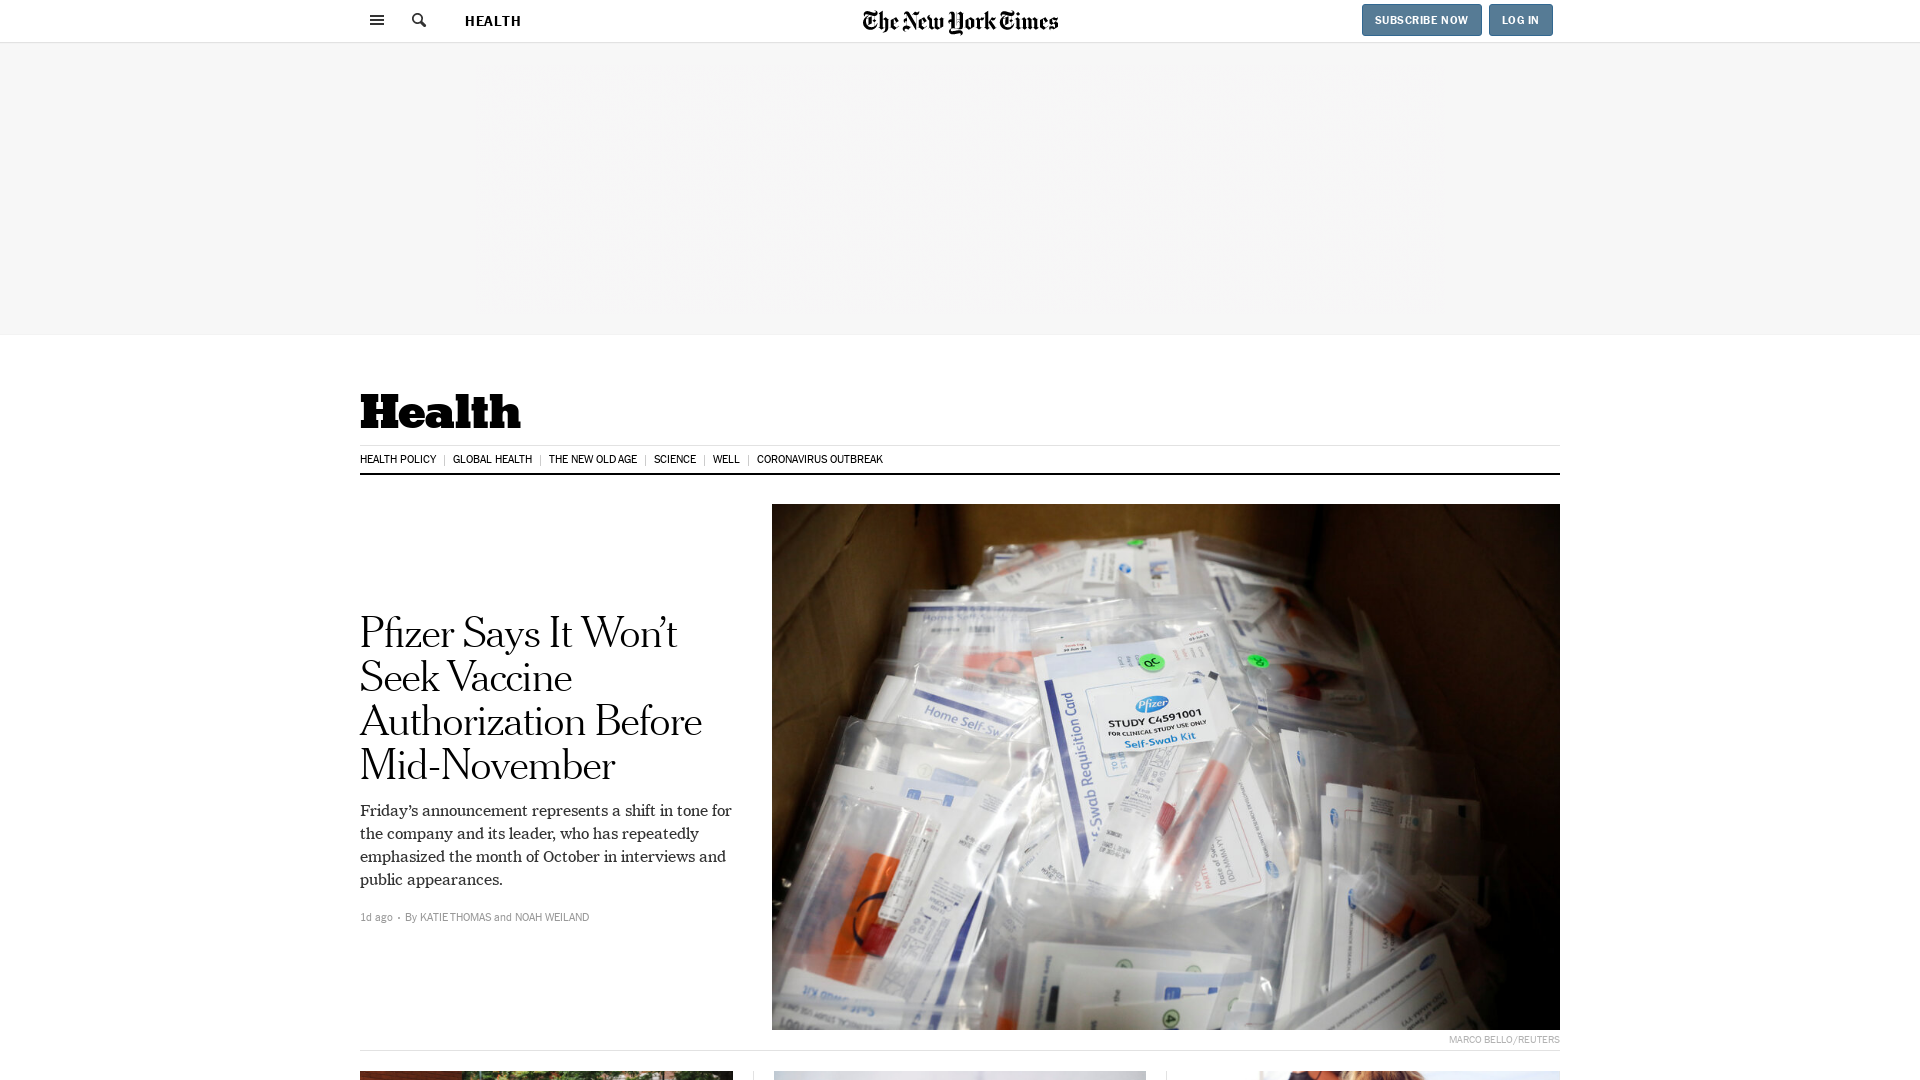 HEALTH
The New York Times
SUBSCRIBE NOW
LOG IN
Health
HEALTH POLICY
GLOBAL HEALTH
THE NEW OLD AGE
SCIENCE
WELL
CORONAVIRUS OUTBREAK
Pfizer Says It Won’t
Seek Vaccine
Authorization Before
Mid-November
Friday’s announcement represents a shift in tone for
the company and its leader, who has repeatedly
emphasized the month of October in interviews and
public appearances.
1d ago • By KATIE THOMAS and NOAH WEILAND
Home Self-Swab
QC
Pfizer
STUDY C4591001
FOR CLINICAL STUDY USE ONLY
Self-Swab Kit
f-Swab Requisition Card
MARCO BELLO/REUTERS